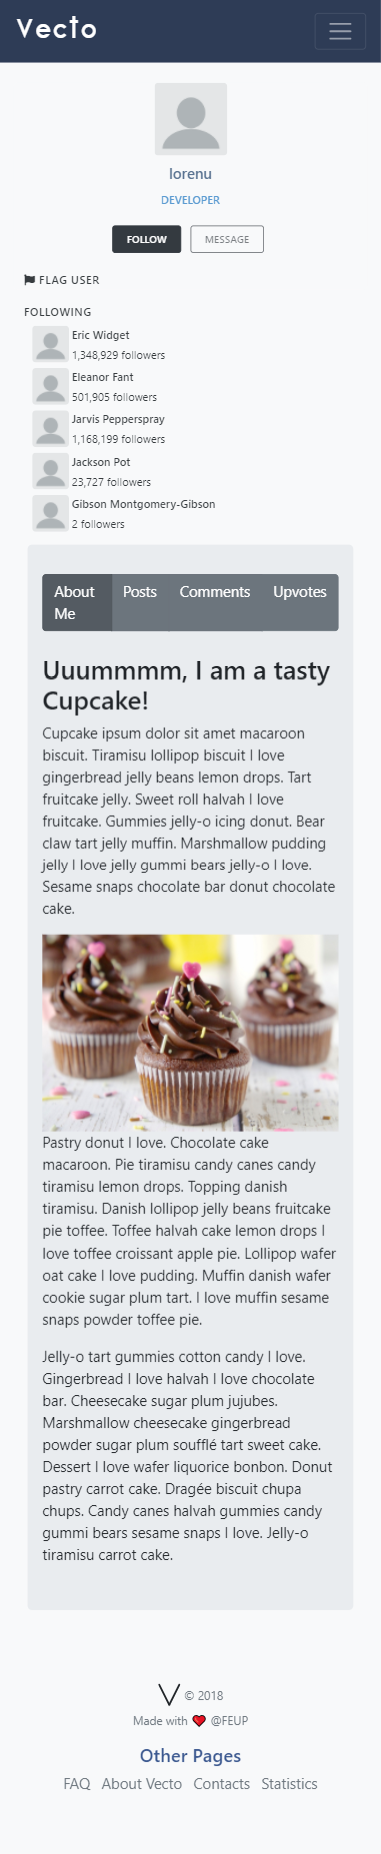 Vecto
lorenu
DEVELOPER
FOLLOW
MESSAGE
FLAG USER
FOLLOWING
Eric Widget
1,348,929 followers
Eleanor Fant
501,905 followers
Jarvis Pepperspray
1,168,199 followers
Jackson Pot
23,727 followers
Gibson Montgomery-Gibson
2 followers
About Me
Posts
Comments
Upvotes
Uuummmm, I am a tasty
Cupcake!
Cupcake ipsum dolor sit amet macaroon
biscuit. Tiramisu lollipop biscuit I love
gingerbread jelly beans lemon drops. Tart
fruitcake jelly. Sweet roll halvah I love
fruitcake. Gummies jelly-o icing donut. Bear
claw tart jelly muffin. Marshmallow pudding
jelly I love jelly gummi bears jelly-o I love.
Sesame snaps chocolate bar donut chocolate
cake.
Pastry donut I love. Chocolate cake
macaroon. Pie tiramisu candy canes candy
tiramisu lemon drops. Topping danish
tiramisu. Danish lollipop jelly beans fruitcake
pie toffee. Toffee halvah cake lemon drops I
love toffee croissant apple pie. Lollipop wafer
oat cake I love pudding. Muffin danish wafer
cookie sugar plum tart. I love muffin sesame
snaps powder toffee pie.
Jelly-o tart gummies cotton candy I love.
Gingerbread I love halvah I love chocolate
bar. Cheesecake sugar plum jujubes.
Marshmallow cheesecake gingerbread
powder sugar plum soufflé tart sweet cake.
Dessert I love wafer liquorice bonbon. Donut
pastry carrot cake. Dragée biscuit chupa
chups. Candy canes halvah gummies candy
gummi bears sesame snaps I love. Jelly-o
tiramisu carrot cake.
V © 2018
Made with ❤ @FEUP
Other Pages
FAQ About Vecto Contacts Statistics